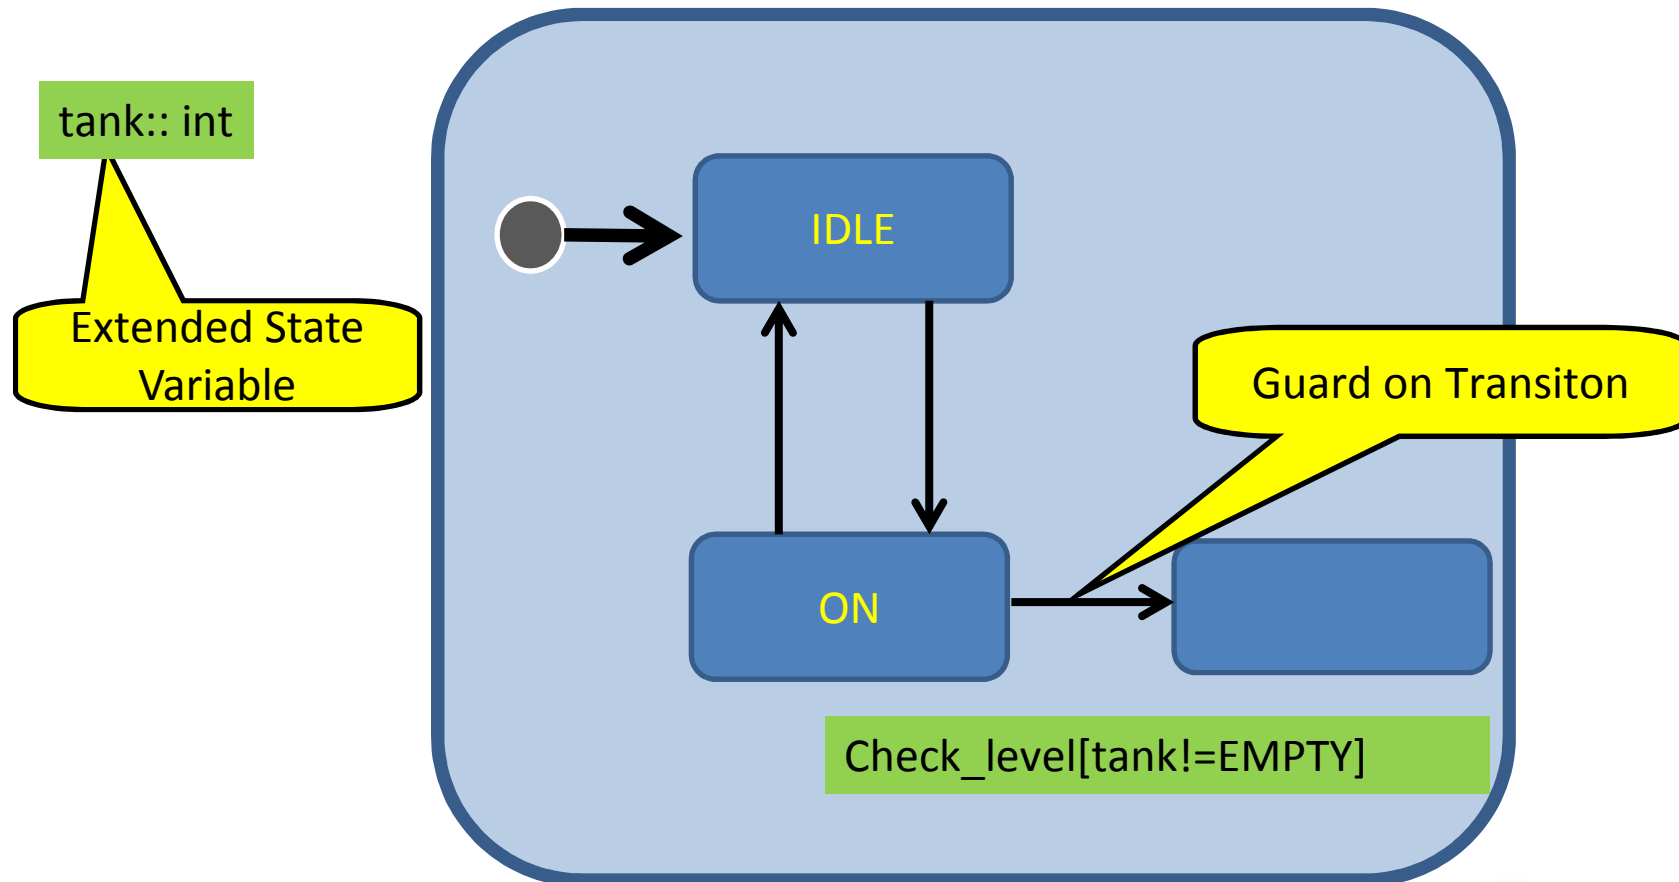 tank:: int
IDLE
Extended State
Variable
Guard on Transiton
ON
Check_level[tank!=EMPTY]